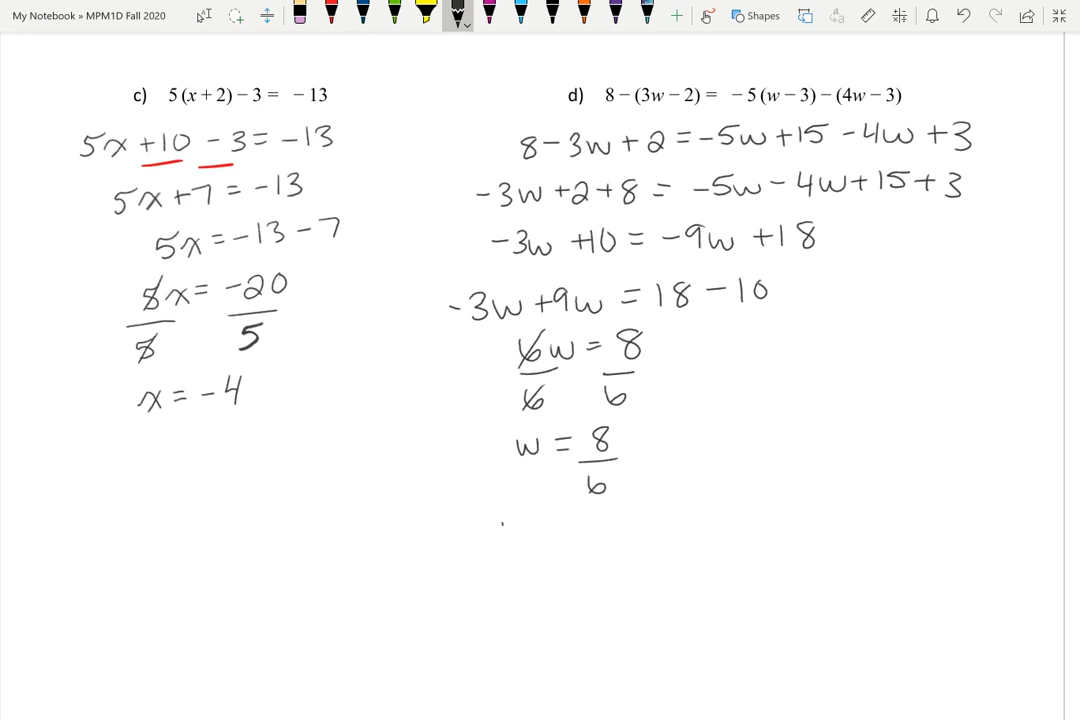 My Notebook » MPM1D Fall 2020
Shapes
c) 5 (x + 2) − 3 = − 13
5x +10 - 3 = -13
5x + 7 = -13
5x = -13 - 7
5x = -20
5 5
x = -4
d) 8 − (3w − 2) = − 5 (w − 3) − (4w − 3)
8 - 3w + 2 = -5w + 15 - 4w + 3
-3w + 2 + 8 = -5w - 4w + 15 + 3
-3w + 10 = -9w + 18
-3w + 9w = 18 - 10
6w = 8
6 6
w = 8
6